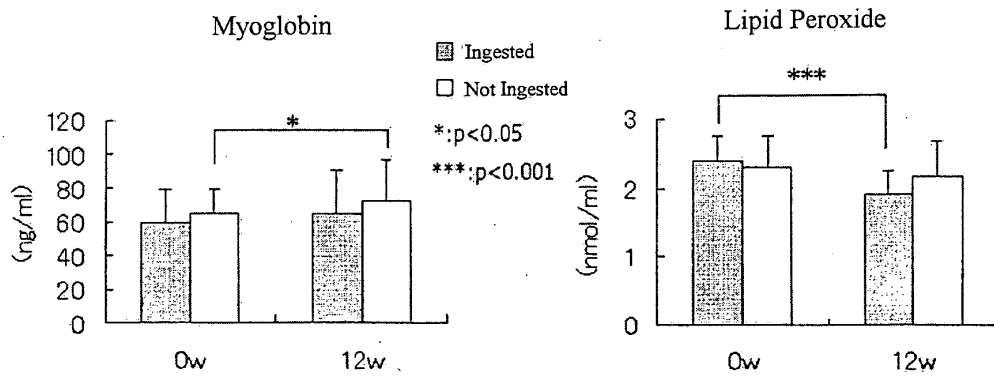 Myoglobin
Ingested
Not Ingested
*:p<0.05
***:p<0.001
*
120
100
80
60
40
20
0
(ng/ml)
0w
12w
Lipid Peroxide
***
3
2
1
0
(nmol/ml)
0w
12w